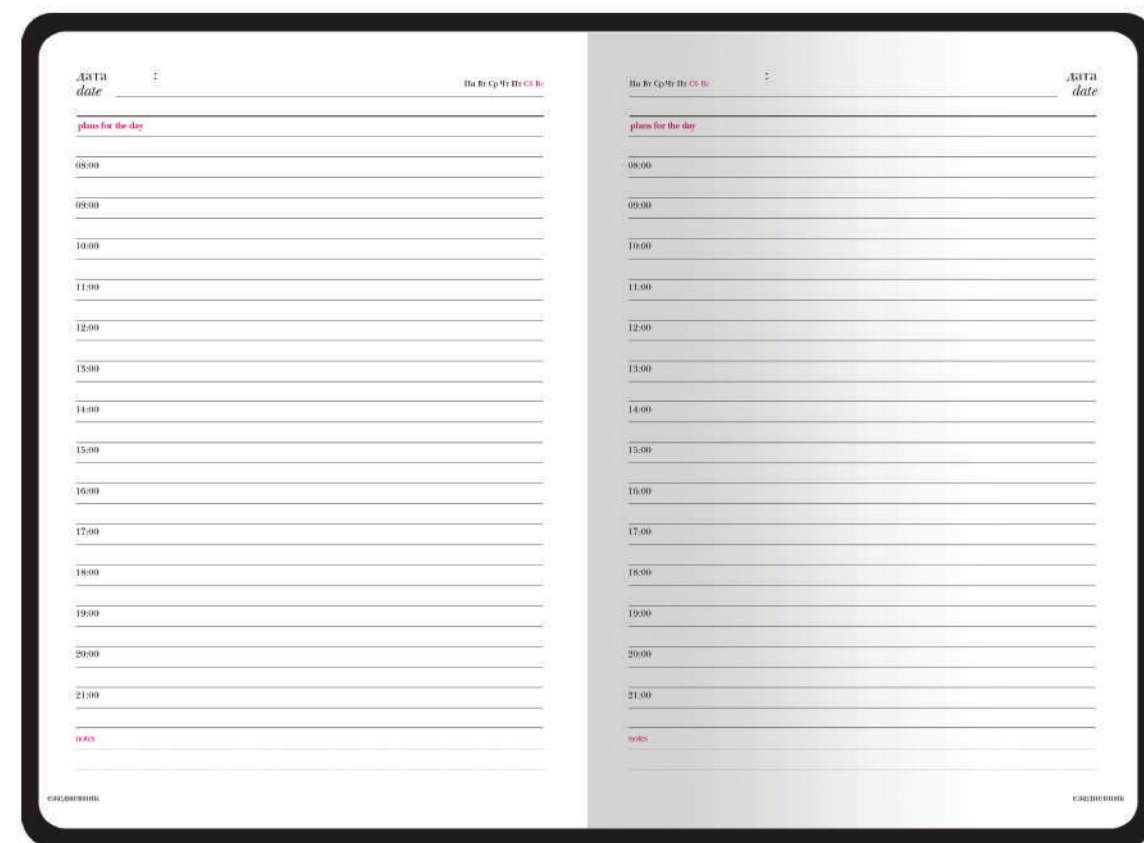 дата :
date Пн Вт Ср Чт Пт Сб Вс
plans for the day
08:00
09:00
10:00
11:00
12:00
13:00
14:00
15:00
16:00
17:00
18:00
19:00
20:00
21:00
notes
ежедневник
Пн Вт Ср Чт Пт Сб Вс : дата
date
plans for the day
08:00
09:00
10:00
11:00
12:00
13:00
14:00
15:00
16:00
17:00
18:00
19:00
20:00
21:00
notes
ежедневник